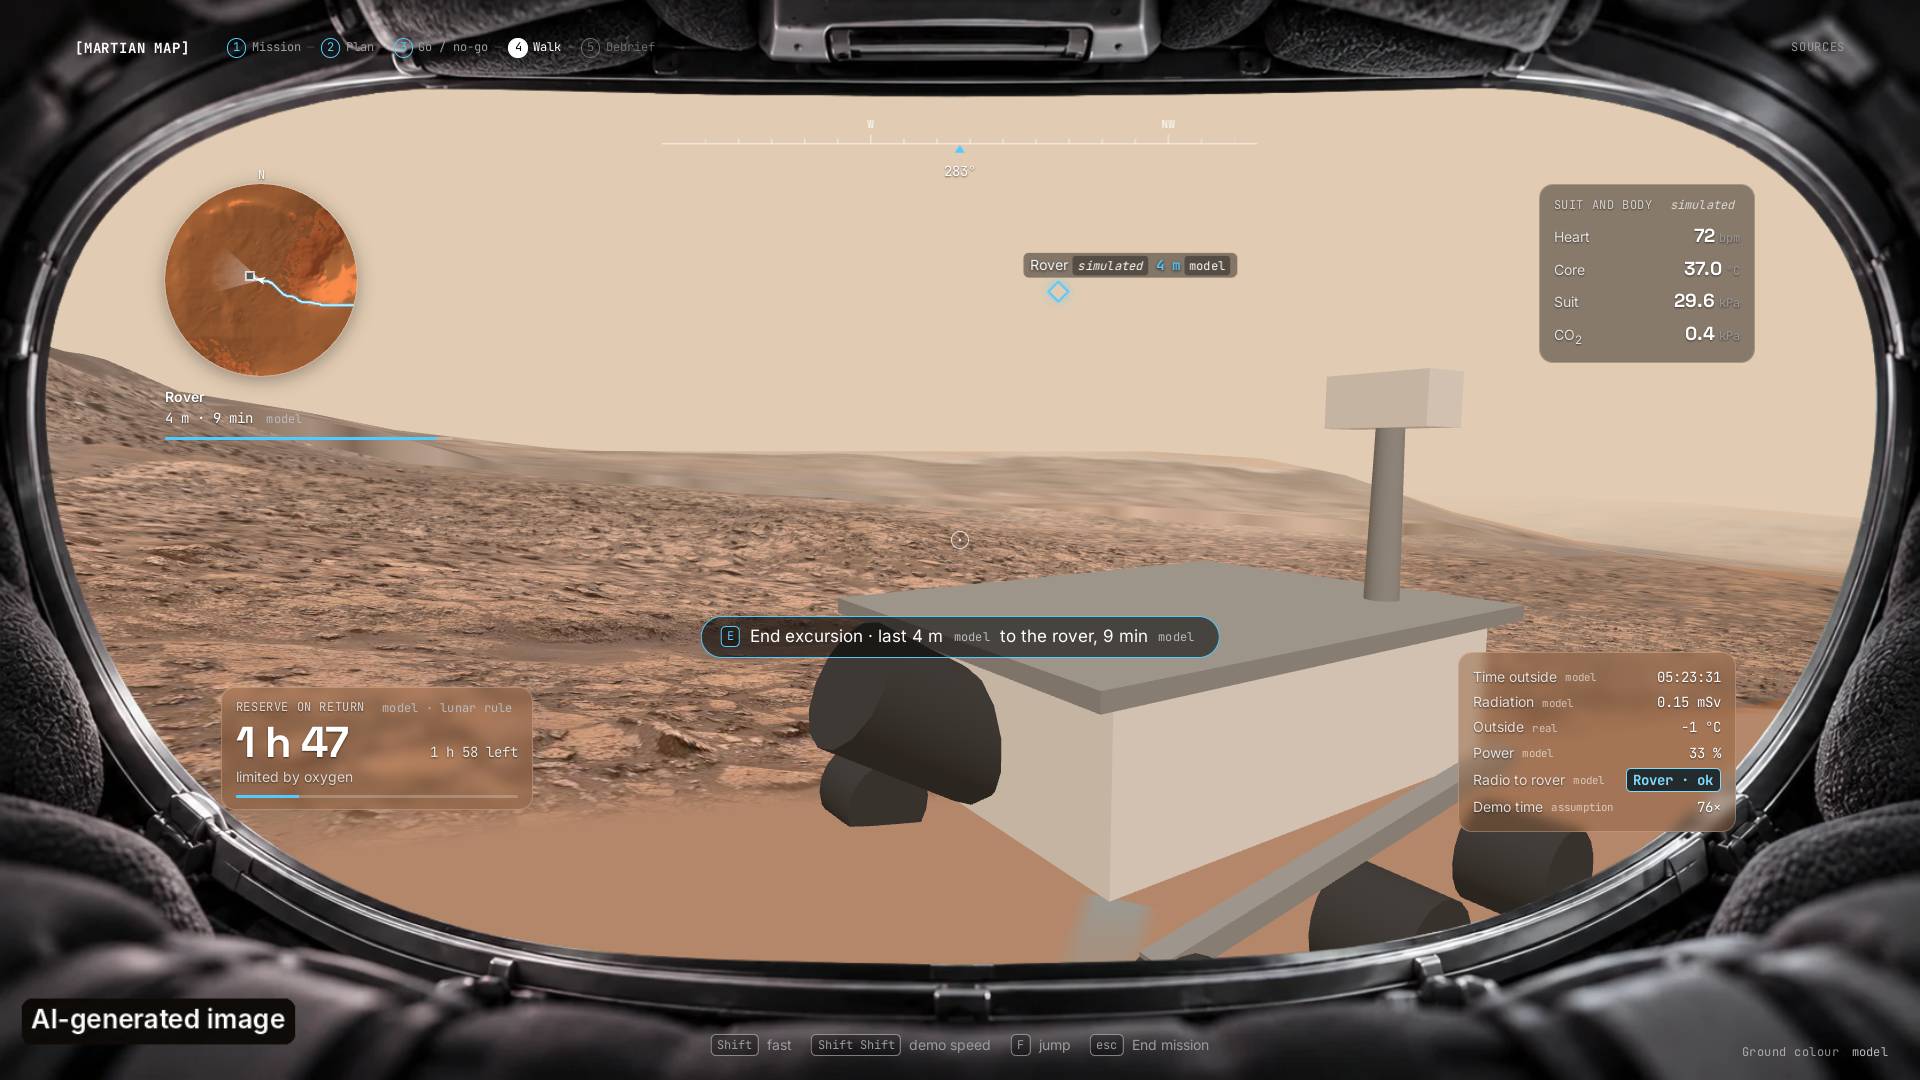 [MARTIAN MAP] 1 Mission 2 Plan 3 Go / no-go 4 Walk 5 Debrief SOURCES
W NW
283°
N
Rover simulated 4 m model
SUIT AND BODY simulated
Heart 72 bpm
Core 37.0 °C
Suit 29.6 kPa
CO2 0.4 kPa
Rover
4 m · 9 min model
E End excursion · last 4 m model to the rover, 9 min model
RESERVE ON RETURN model · lunar rule
1 h 47 1 h 58 left
limited by oxygen
Time outside model 05:23:31
Radiation model 0.15 mSv
Outside real -1 °C
Power model 33 %
Radio to rover model Rover · ok
Demo time assumption 76×
AI-generated image
Shift fast Shift Shift demo speed F jump esc End mission
Ground colour model